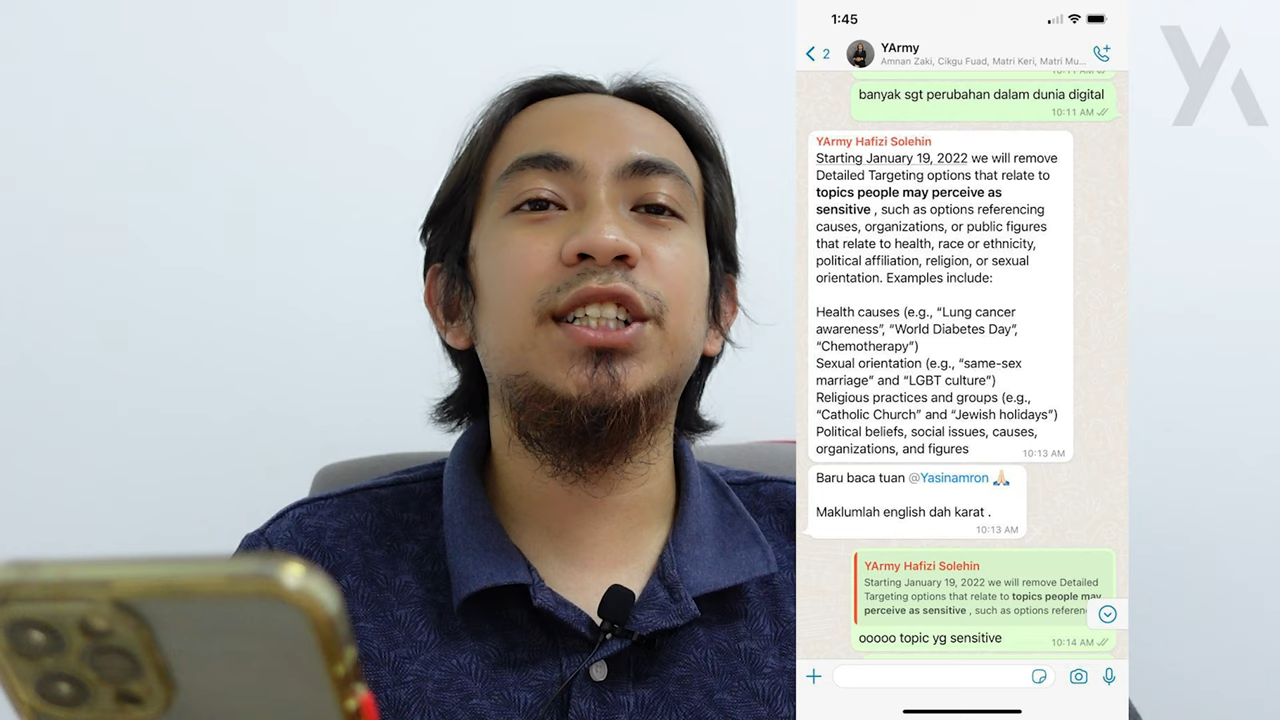 1:45
2
YArmy
Amnan Zaki, Cikgu Fuad, Matri Keri, Matri Mu...
banyak sgt perubahan dalam dunia digital
10:11 AM
YArmy Hafizi Solehin
Starting January 19, 2022 we will remove
Detailed Targeting options that relate to
topics people may perceive as
sensitive , such as options referencing
causes, organizations, or public figures
that relate to health, race or ethnicity,
political affiliation, religion, or sexual
orientation. Examples include:
Health causes (e.g., “Lung cancer
awareness”, “World Diabetes Day”,
“Chemotherapy”)
Sexual orientation (e.g., “same-sex
marriage” and “LGBT culture”)
Religious practices and groups (e.g.,
“Catholic Church” and “Jewish holidays”)
Political beliefs, social issues, causes,
organizations, and figures
10:13 AM
Baru baca tuan @Yasinamron 🙏🏻
Maklumlah english dah karat .
10:13 AM
YArmy Hafizi Solehin
Starting January 19, 2022 we will remove Detailed
Targeting options that relate to topics people may
perceive as sensitive , such as options
ooooo topic yg sensitive
10:14 AM
YA